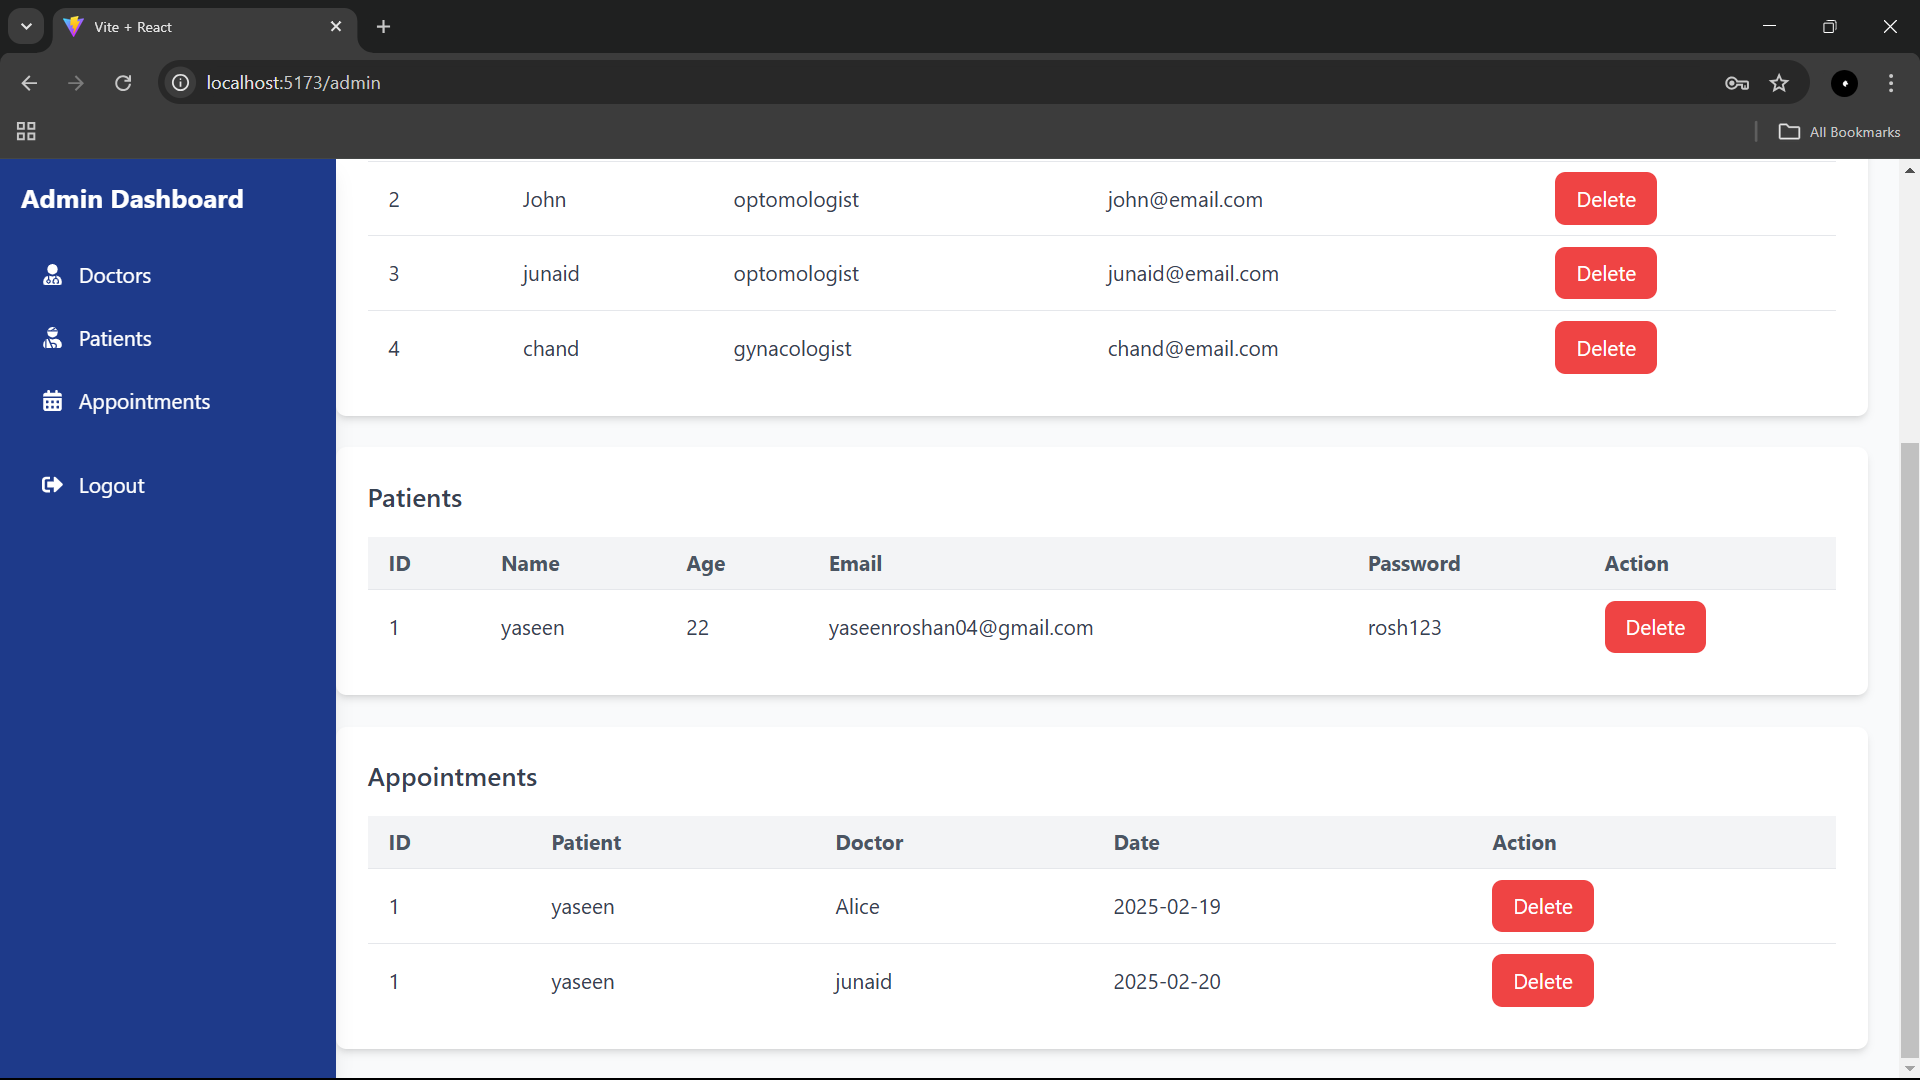 Vite + React
localhost:5173/admin
All Bookmarks
Admin Dashboard
Doctors
Patients
Appointments
Logout
2 John optomologist john@email.com Delete
3 junaid optomologist junaid@email.com Delete
4 chand gynacologist chand@email.com Delete
Patients
ID Name Age Email Password Action
1 yaseen 22 yaseenroshan04@gmail.com rosh123 Delete
Appointments
ID Patient Doctor Date Action
1 yaseen Alice 2025-02-19 Delete
1 yaseen junaid 2025-02-20 Delete